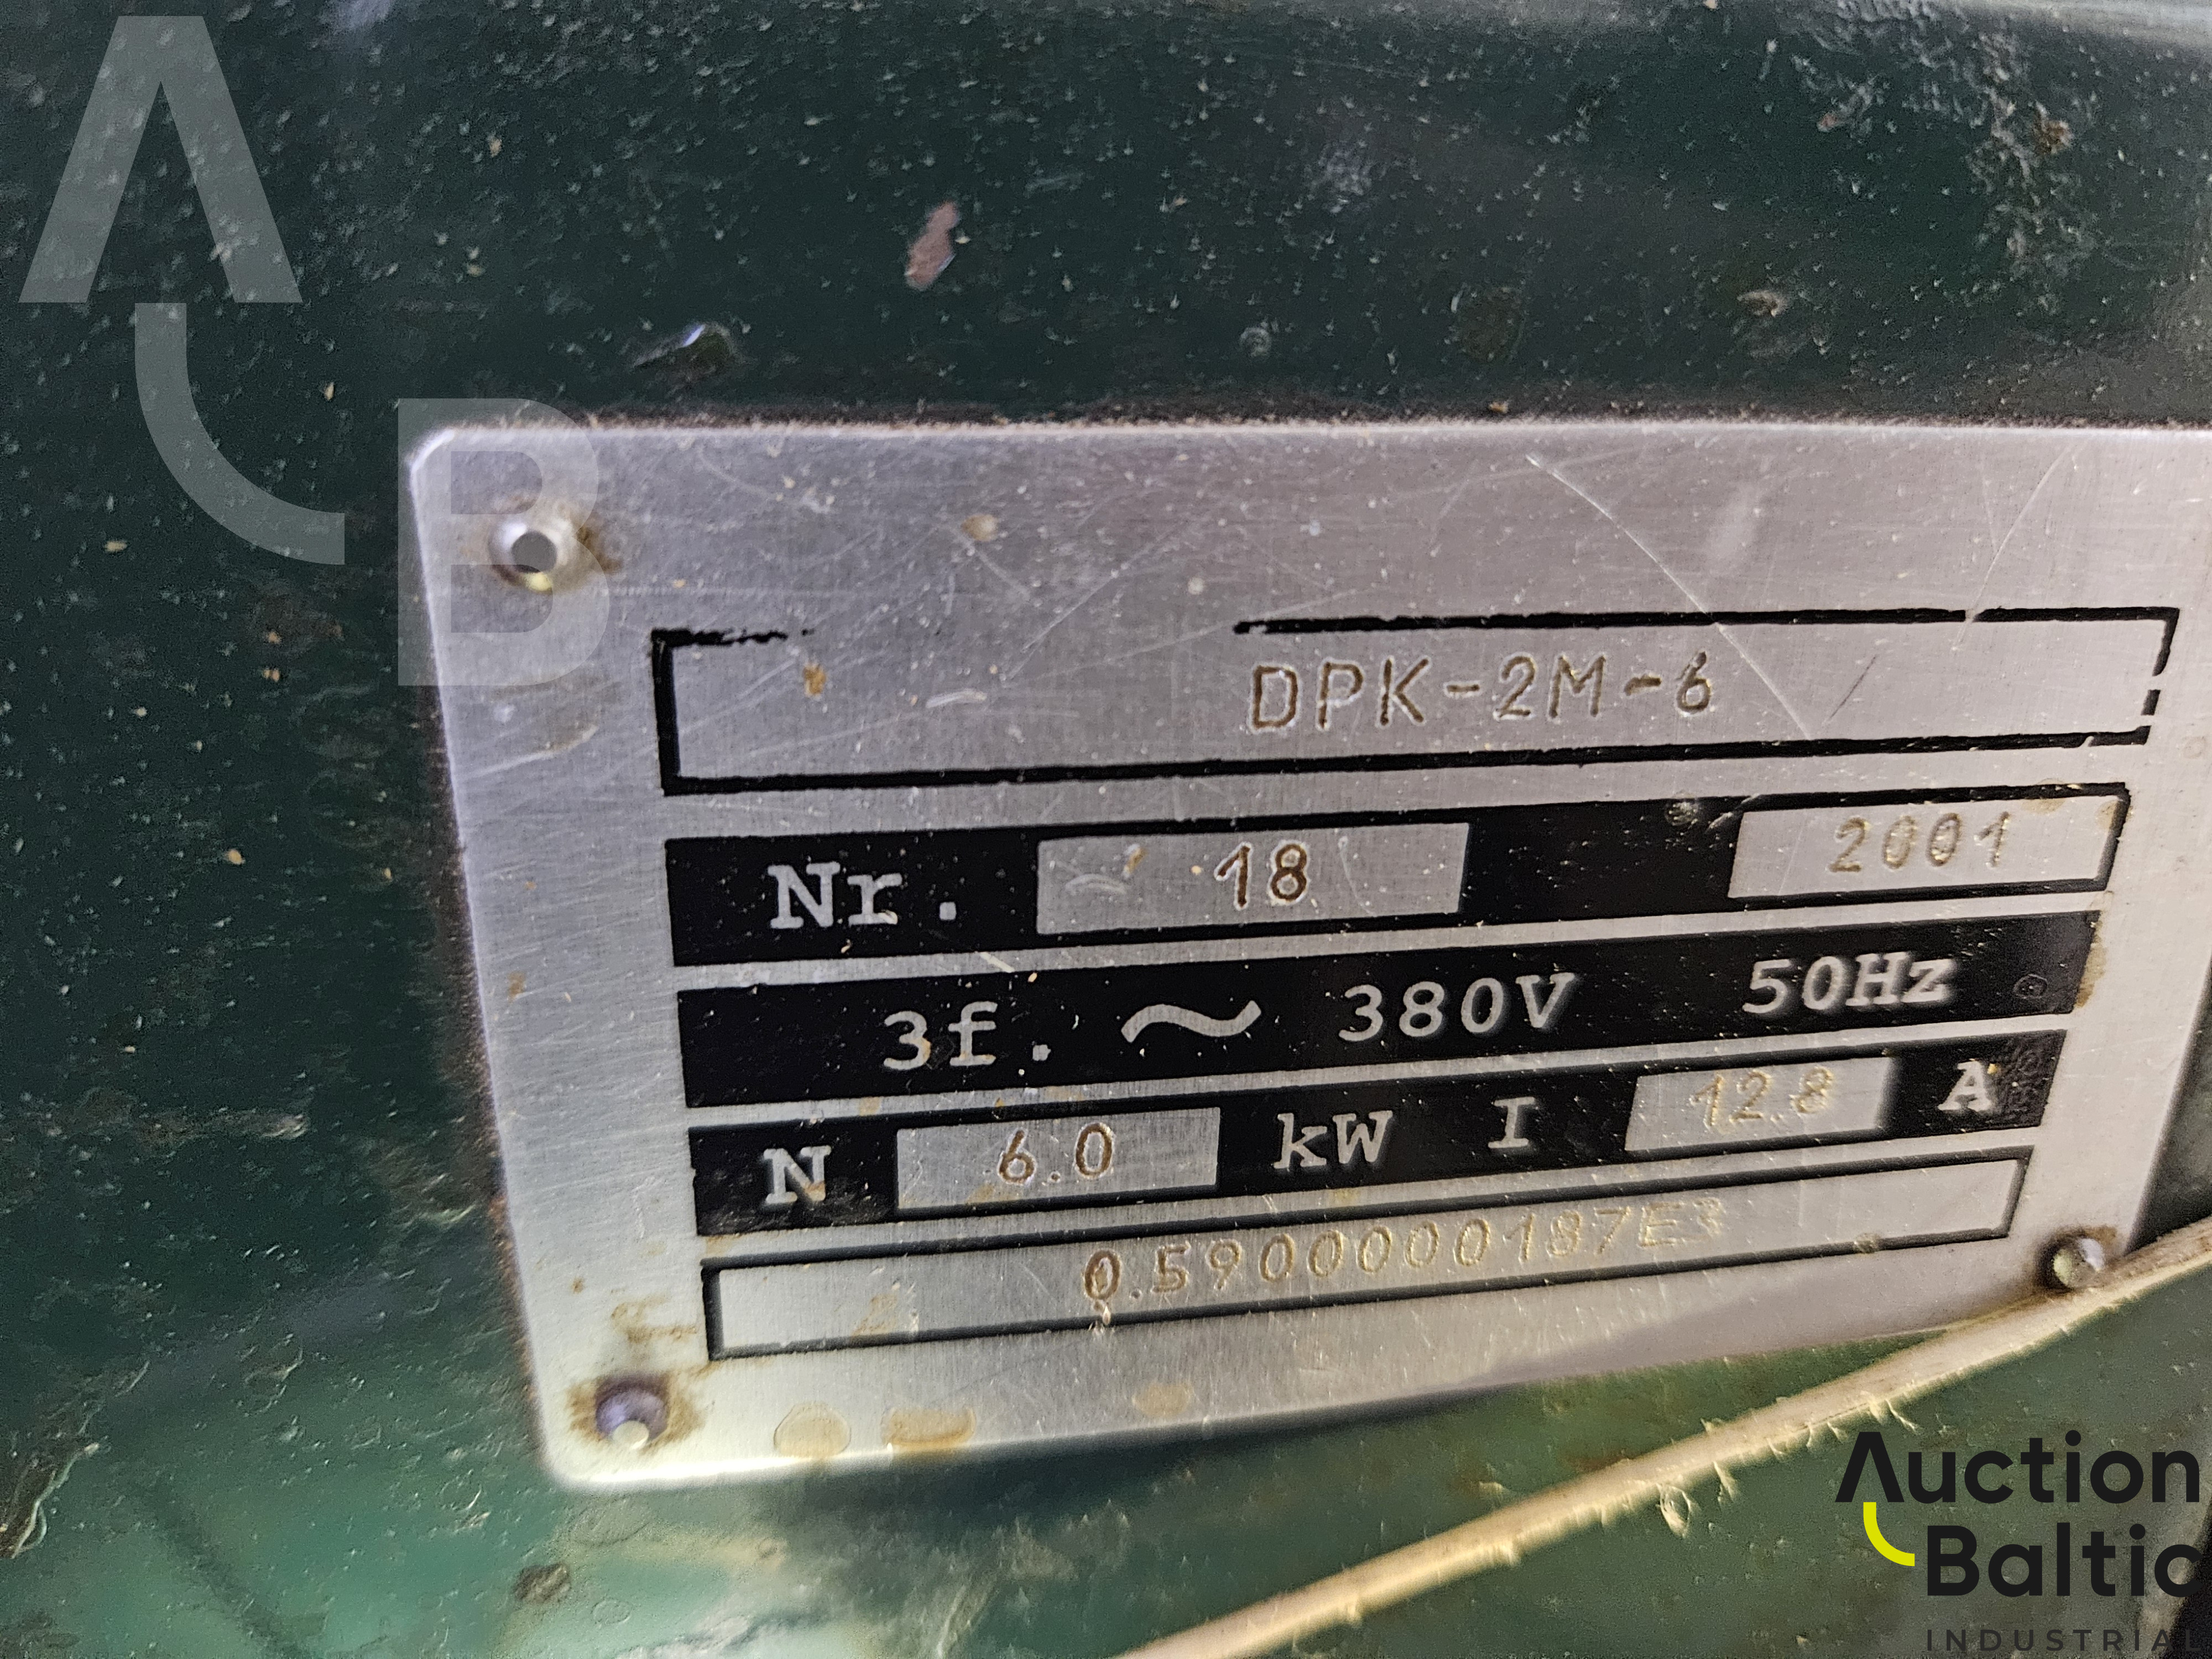 DPK-2M-6
Nr. 18 2001
3f. ~ 380V 50Hz
N 6.0 kW I 12.8 A
0.5900000187E3
AB
Auction
Baltic
INDUSTRIAL